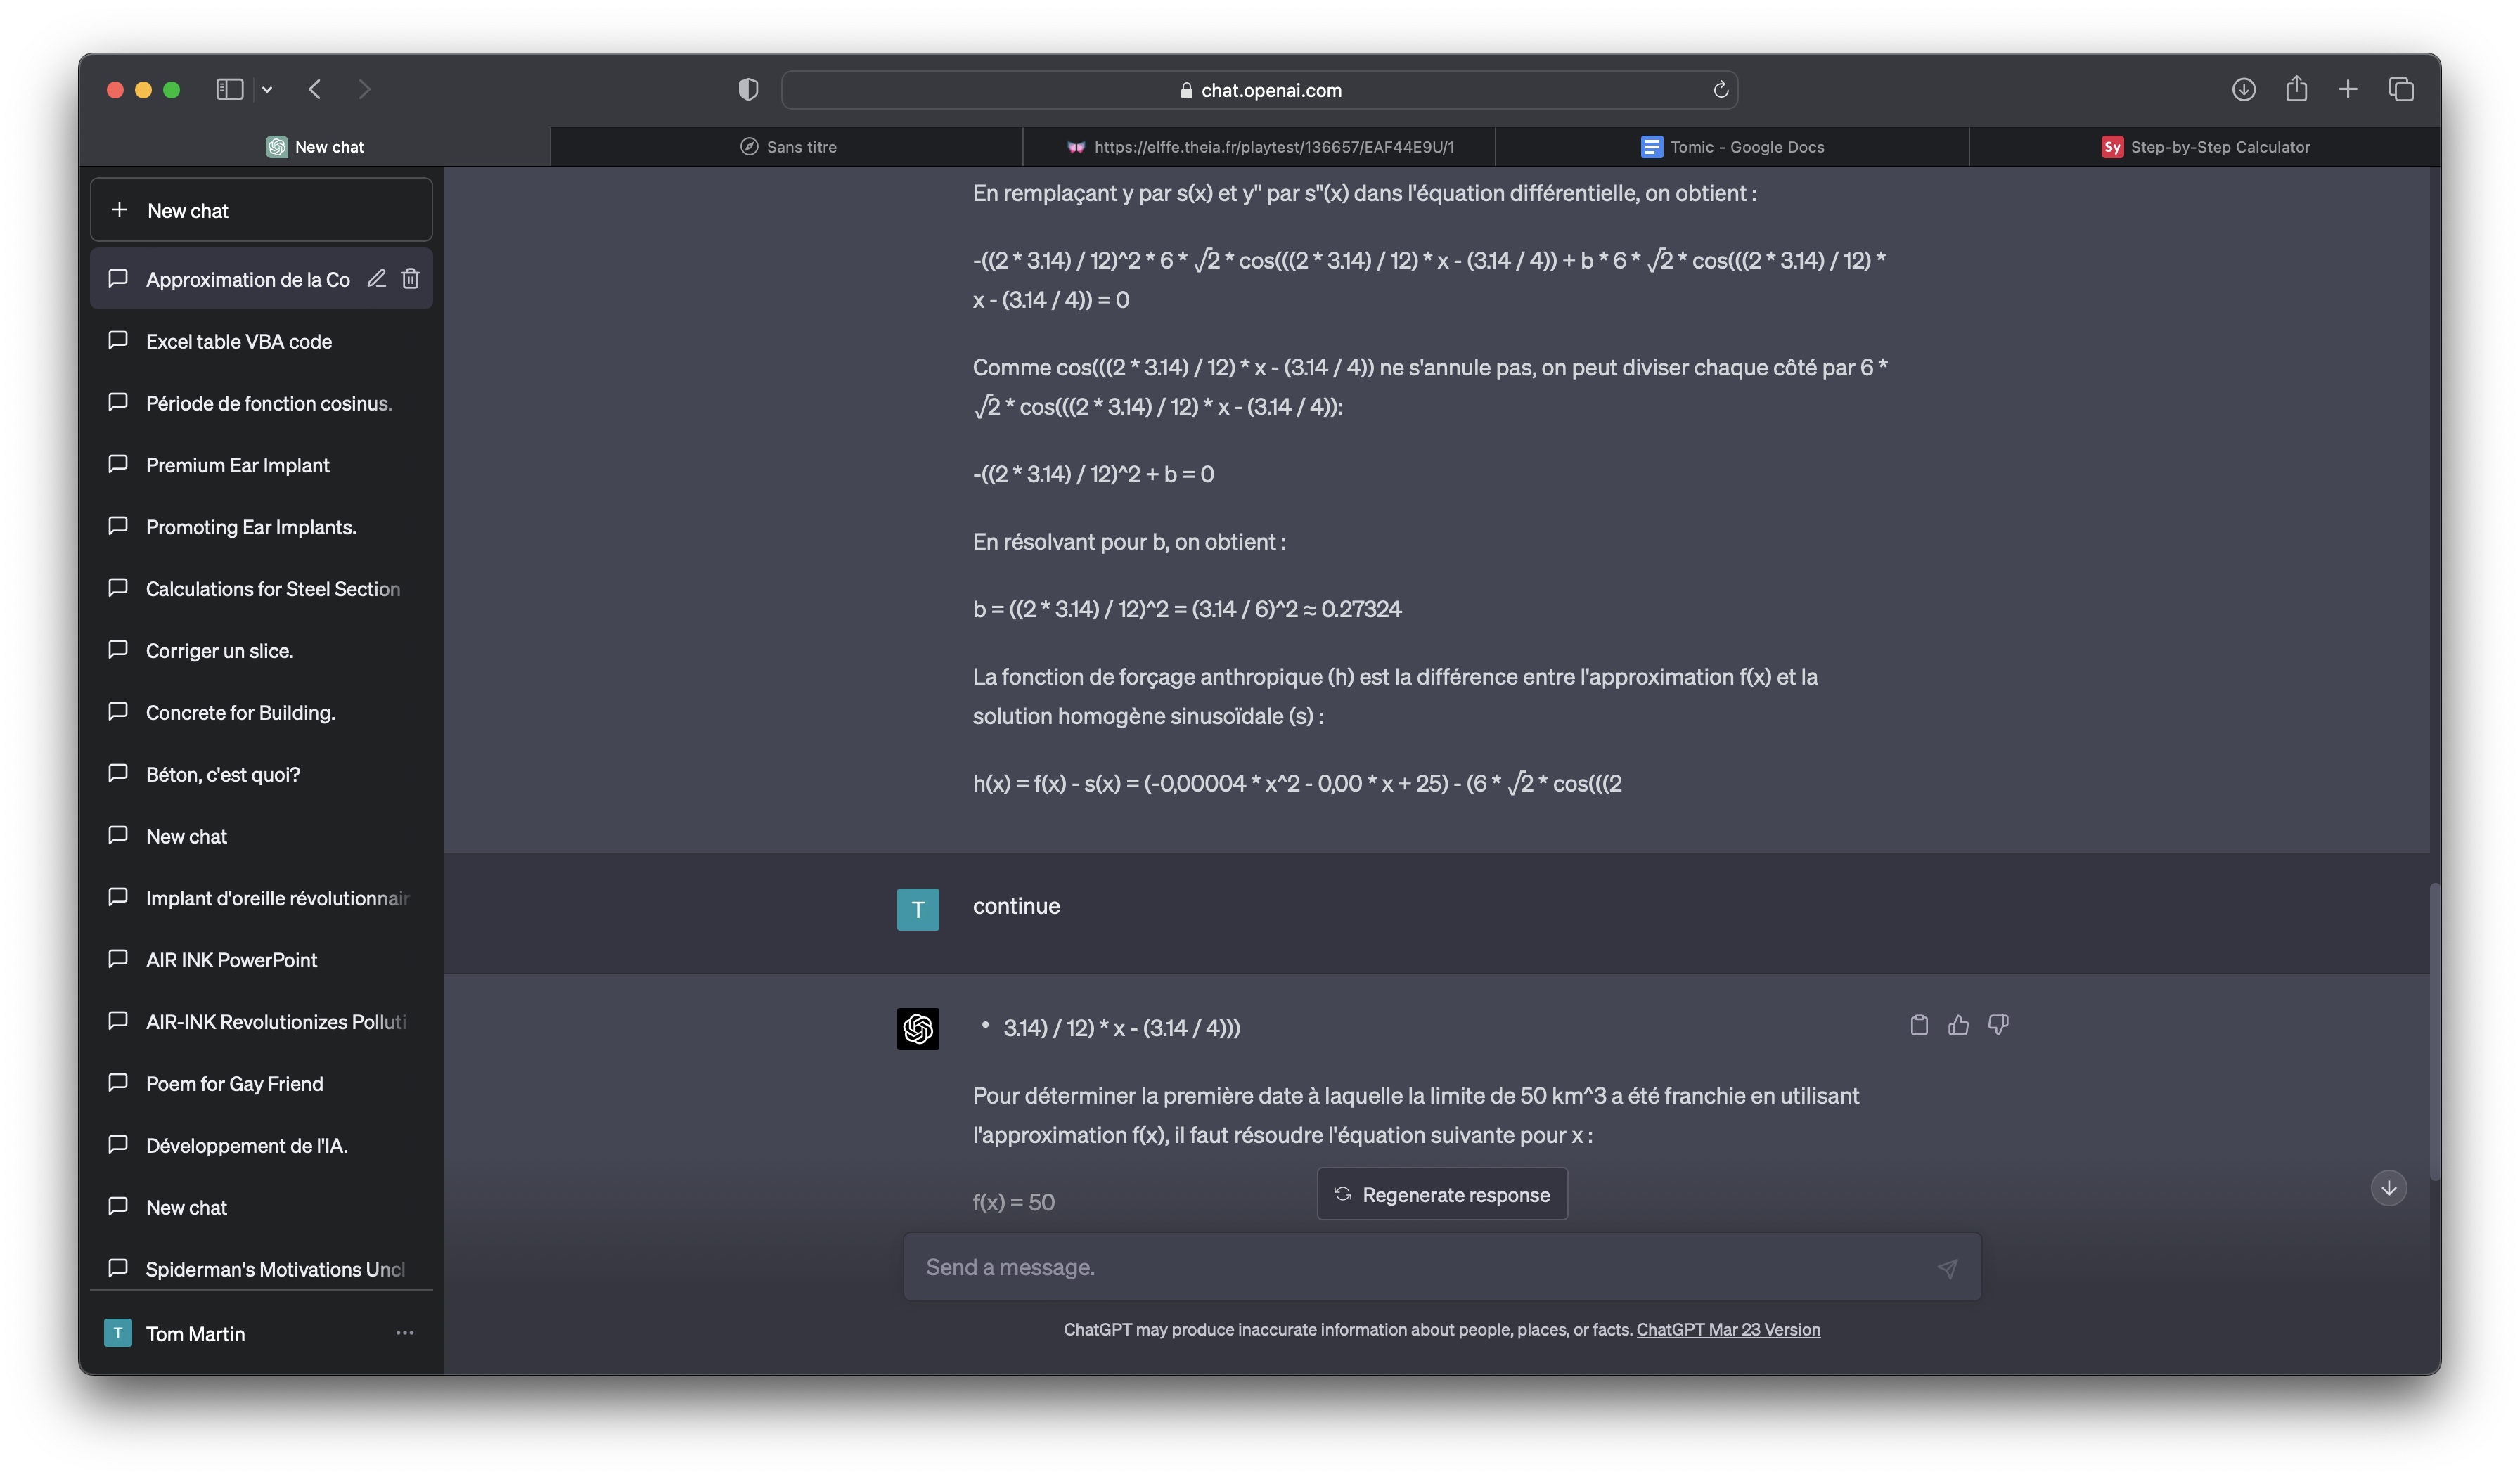 chat.openai.com
New chat
Sans titre
https://elffe.theia.fr/playtest/136657/EAF44E9U/1
Tomic - Google Docs
Sy Step-by-Step Calculator
+ New chat
Approximation de la Co
Excel table VBA code
Période de fonction cosinus.
Premium Ear Implant
Promoting Ear Implants.
Calculations for Steel Section
Corriger un slice.
Concrete for Building.
Béton, c'est quoi?
New chat
Implant d'oreille révolutionnair
AIR INK PowerPoint
AIR-INK Revolutionizes Polluti
Poem for Gay Friend
Développement de l'IA.
New chat
Spiderman's Motivations Uncl
T Tom Martin
En remplaçant y par s(x) et y" par s"(x) dans l'équation différentielle, on obtient :
-((2 * 3.14) / 12)^2 * 6 * √2 * cos(((2 * 3.14) / 12) * x - (3.14 / 4)) + b * 6 * √2 * cos(((2 * 3.14) / 12) *
x - (3.14 / 4)) = 0
Comme cos(((2 * 3.14) / 12) * x - (3.14 / 4)) ne s'annule pas, on peut diviser chaque côté par 6 *
√2 * cos(((2 * 3.14) / 12) * x - (3.14 / 4)):
-((2 * 3.14) / 12)^2 + b = 0
En résolvant pour b, on obtient :
b = ((2 * 3.14) / 12)^2 = (3.14 / 6)^2 ≈ 0.27324
La fonction de forçage anthropique (h) est la différence entre l'approximation f(x) et la
solution homogène sinusoïdale (s) :
h(x) = f(x) - s(x) = (-0,00004 * x^2 - 0,00 * x + 25) - (6 * √2 * cos(((2
T continue
• 3.14) / 12) * x - (3.14 / 4)))
Pour déterminer la première date à laquelle la limite de 50 km^3 a été franchie en utilisant
l'approximation f(x), il faut résoudre l'équation suivante pour x :
f(x) = 50
Regenerate response
Send a message.
ChatGPT may produce inaccurate information about people, places, or facts. ChatGPT Mar 23 Version